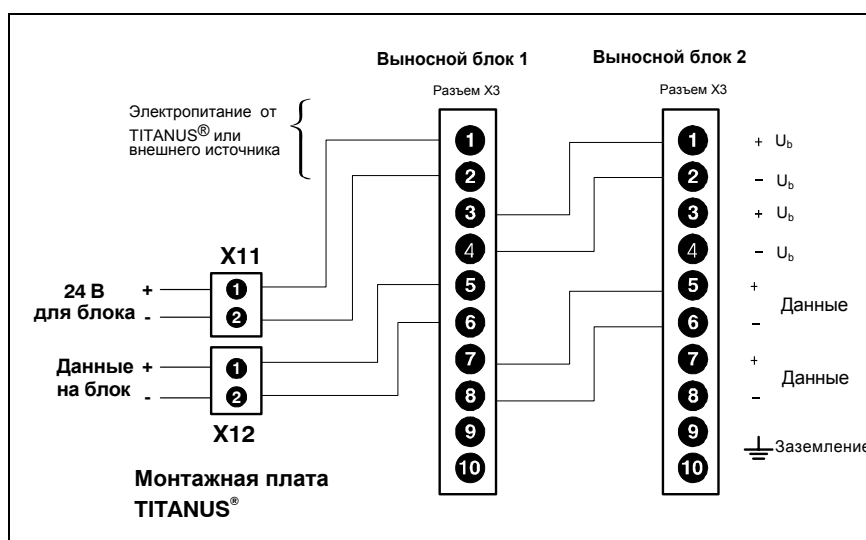 Выносной блок 1
Выносной блок 2
Разъем X3
Разъем X3
Электропитание от
TITANUS® или
внешнего источника
1
2
3
4
5
6
7
8
9
10
1
2
3
4
5
6
7
8
9
10
+ Ub
– Ub
+ Ub
– Ub
+
Данные
–
+
Данные
–
Заземление
X11
24 В
для блока
+
-
1
2
Данные
на блок
+
-
1
2
X12
Монтажная плата
TITANUS®